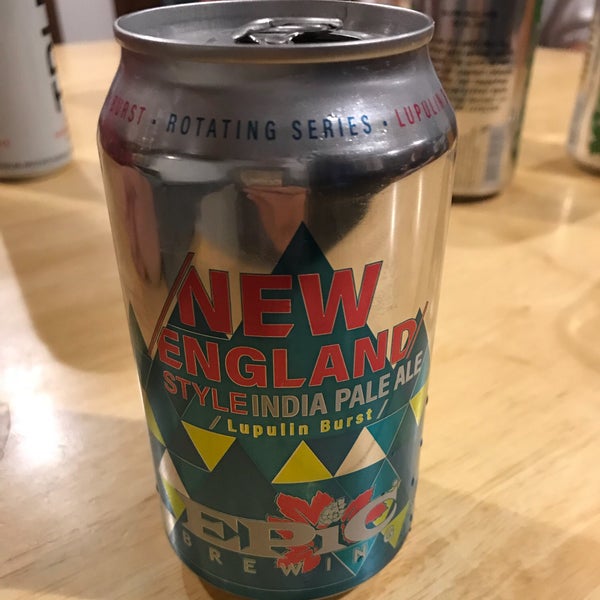 BURST · ROTATING SERIES · LUPULIN
NEW
ENGLAND
STYLE INDIA PALE ALE
/ Lupulin Burst /
EPiC
BREWING